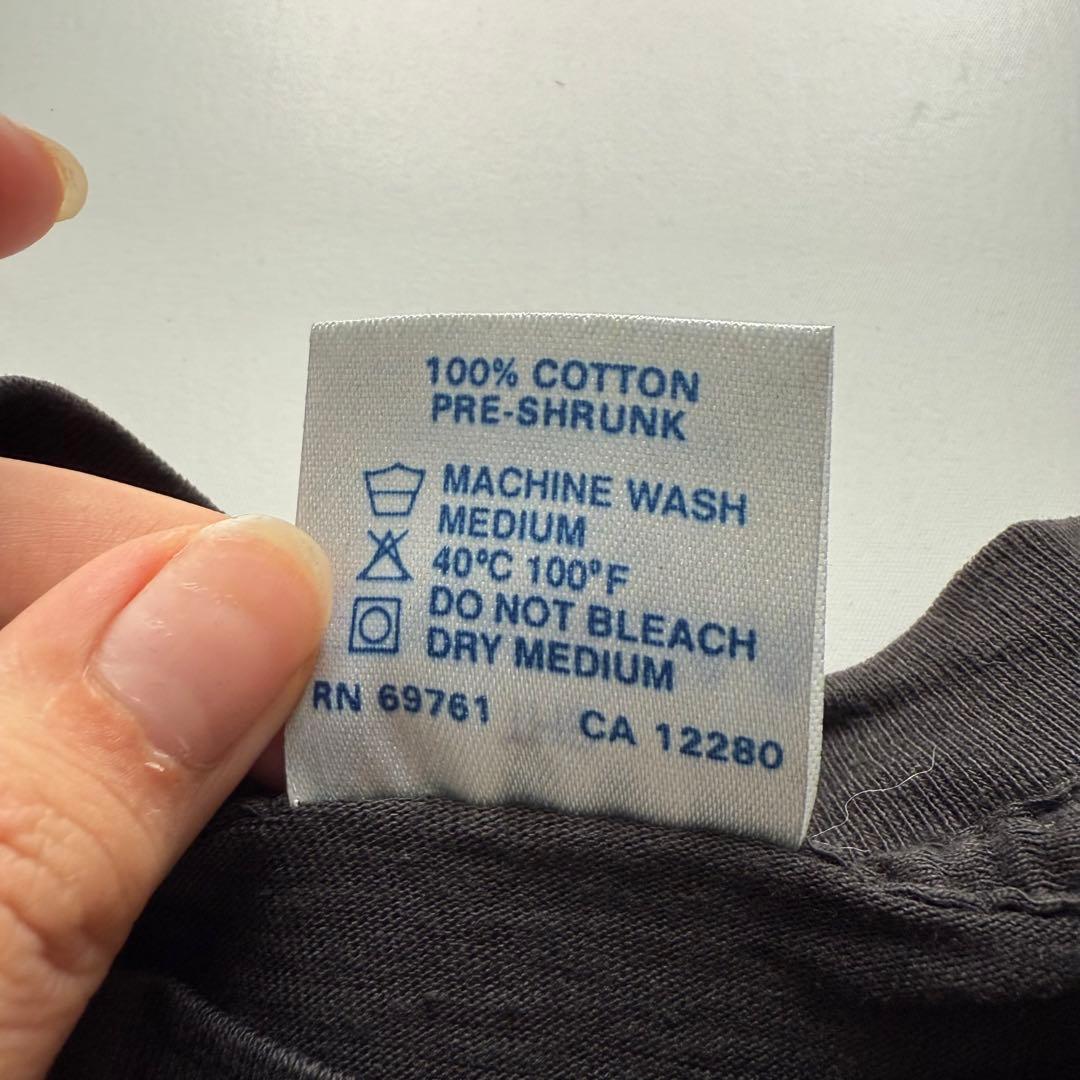 100% COTTON
PRE-SHRUNK
MACHINE WASH
MEDIUM
40°C 100°F
DO NOT BLEACH
DRY MEDIUM
RN 69761 CA 12280